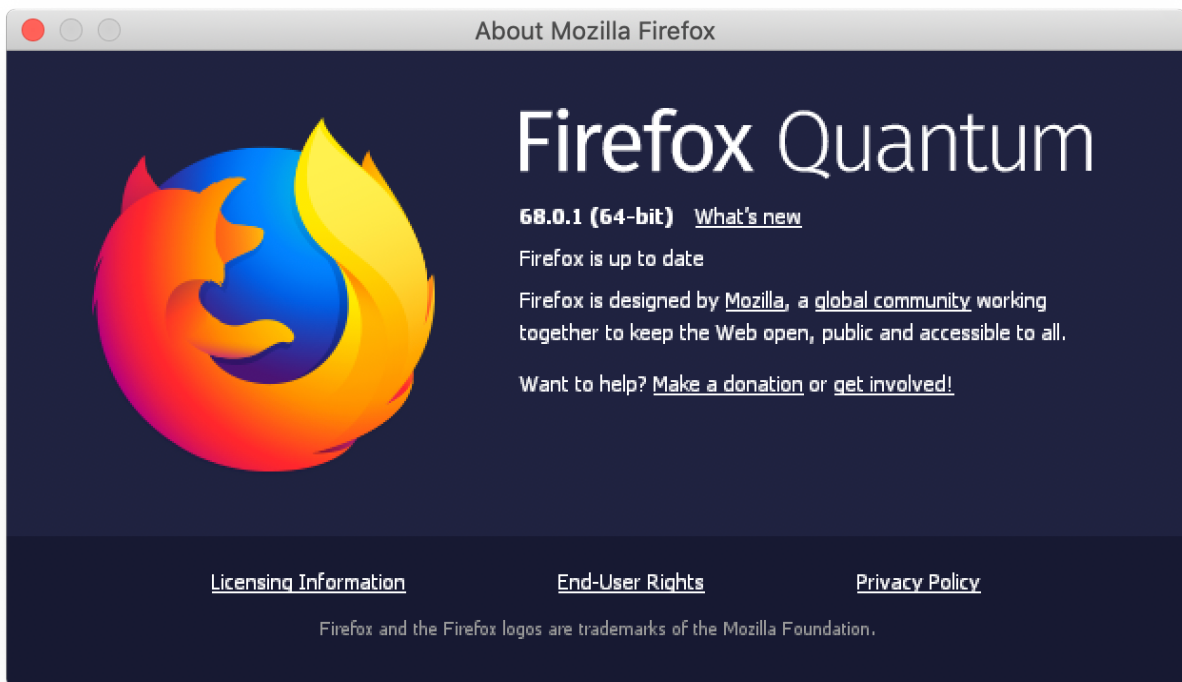 About Mozilla Firefox
Firefox Quantum
68.0.1 (64-bit) What's new
Firefox is up to date
Firefox is designed by Mozilla, a global community working
together to keep the Web open, public and accessible to all.
Want to help? Make a donation or get involved!
Licensing Information End-User Rights Privacy Policy
Firefox and the Firefox logos are trademarks of the Mozilla Foundation.